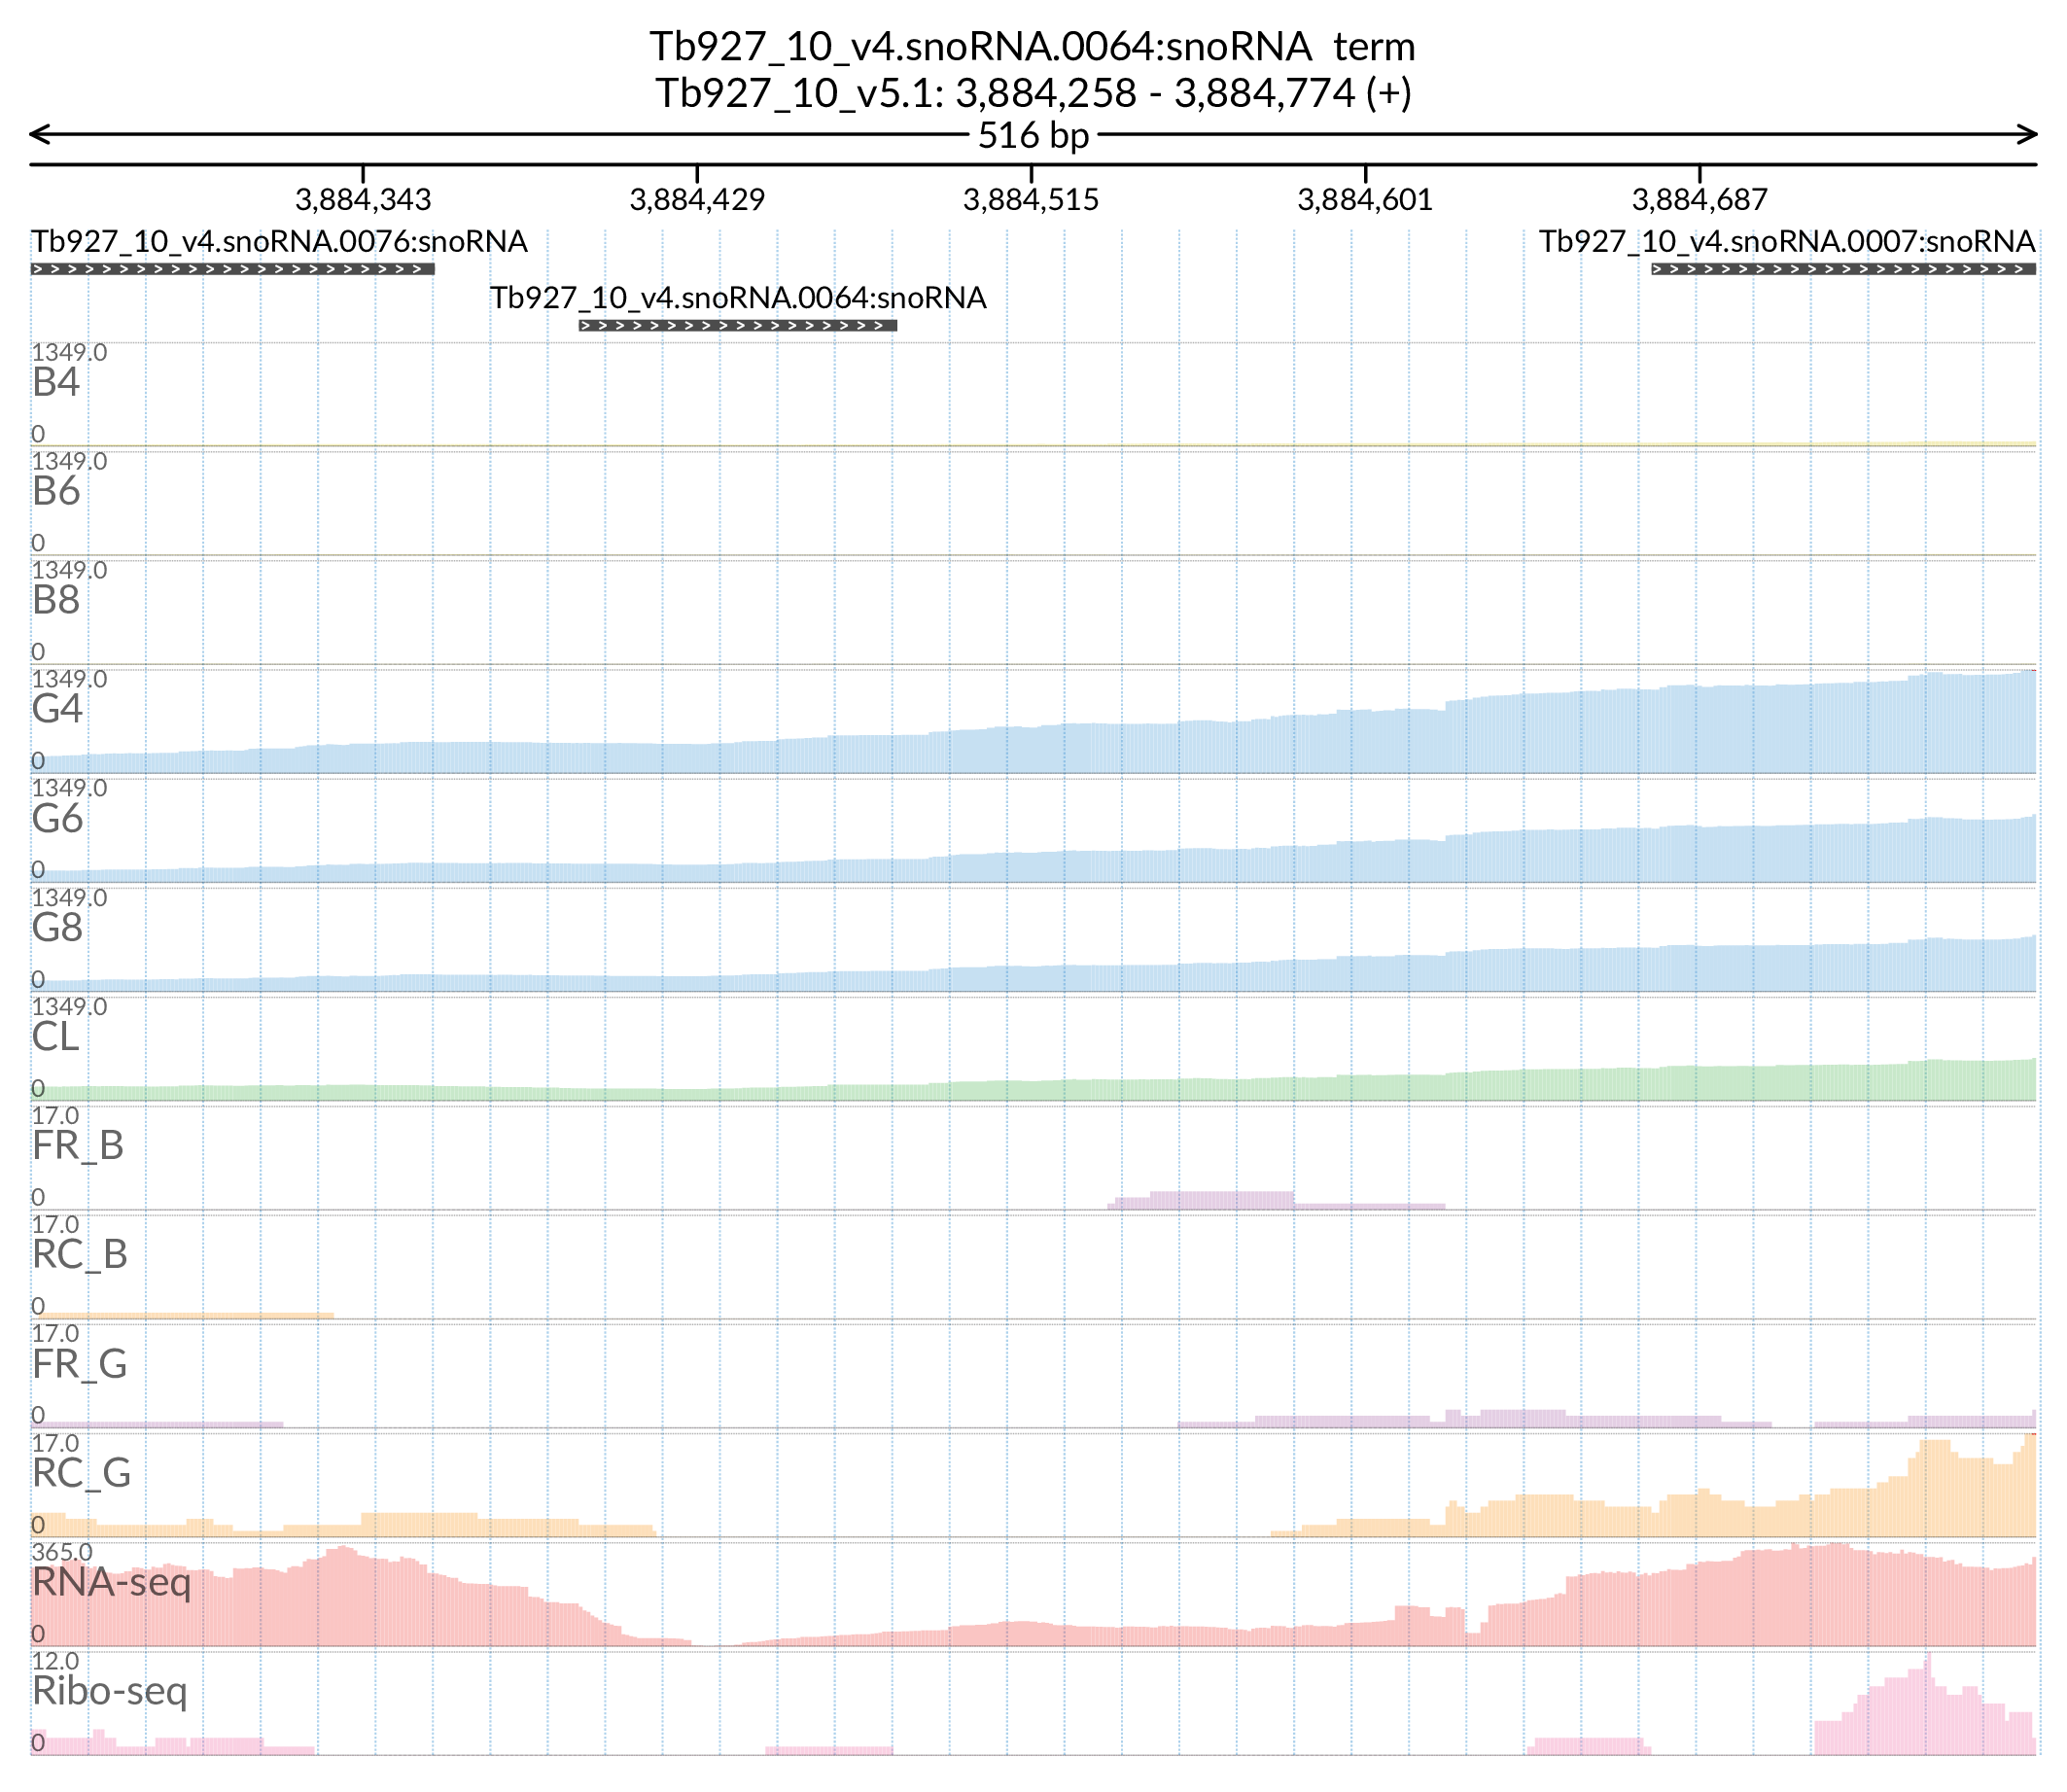 Tb927_10_v4.snoRNA.0064:snoRNA term
Tb927_10_v5.1: 3,884,258 - 3,884,774 (+)
516 bp
3,884,343 3,884,429 3,884,515 3,884,601 3,884,687
Tb927_10_v4.snoRNA.0076:snoRNA Tb927_10_v4.snoRNA.0007:snoRNA
Tb927_10_v4.snoRNA.0064:snoRNA
1349.0
B4
0
1349.0
B6
0
1349.0
B8
0
1349.0
G4
0
1349.0
G6
0
1349.0
G8
0
1349.0
CL
0
17.0
FR_B
0
17.0
RC_B
0
17.0
FR_G
0
17.0
RC_G
0
365.0
RNA-seq
0
12.0
Ribo-seq
0